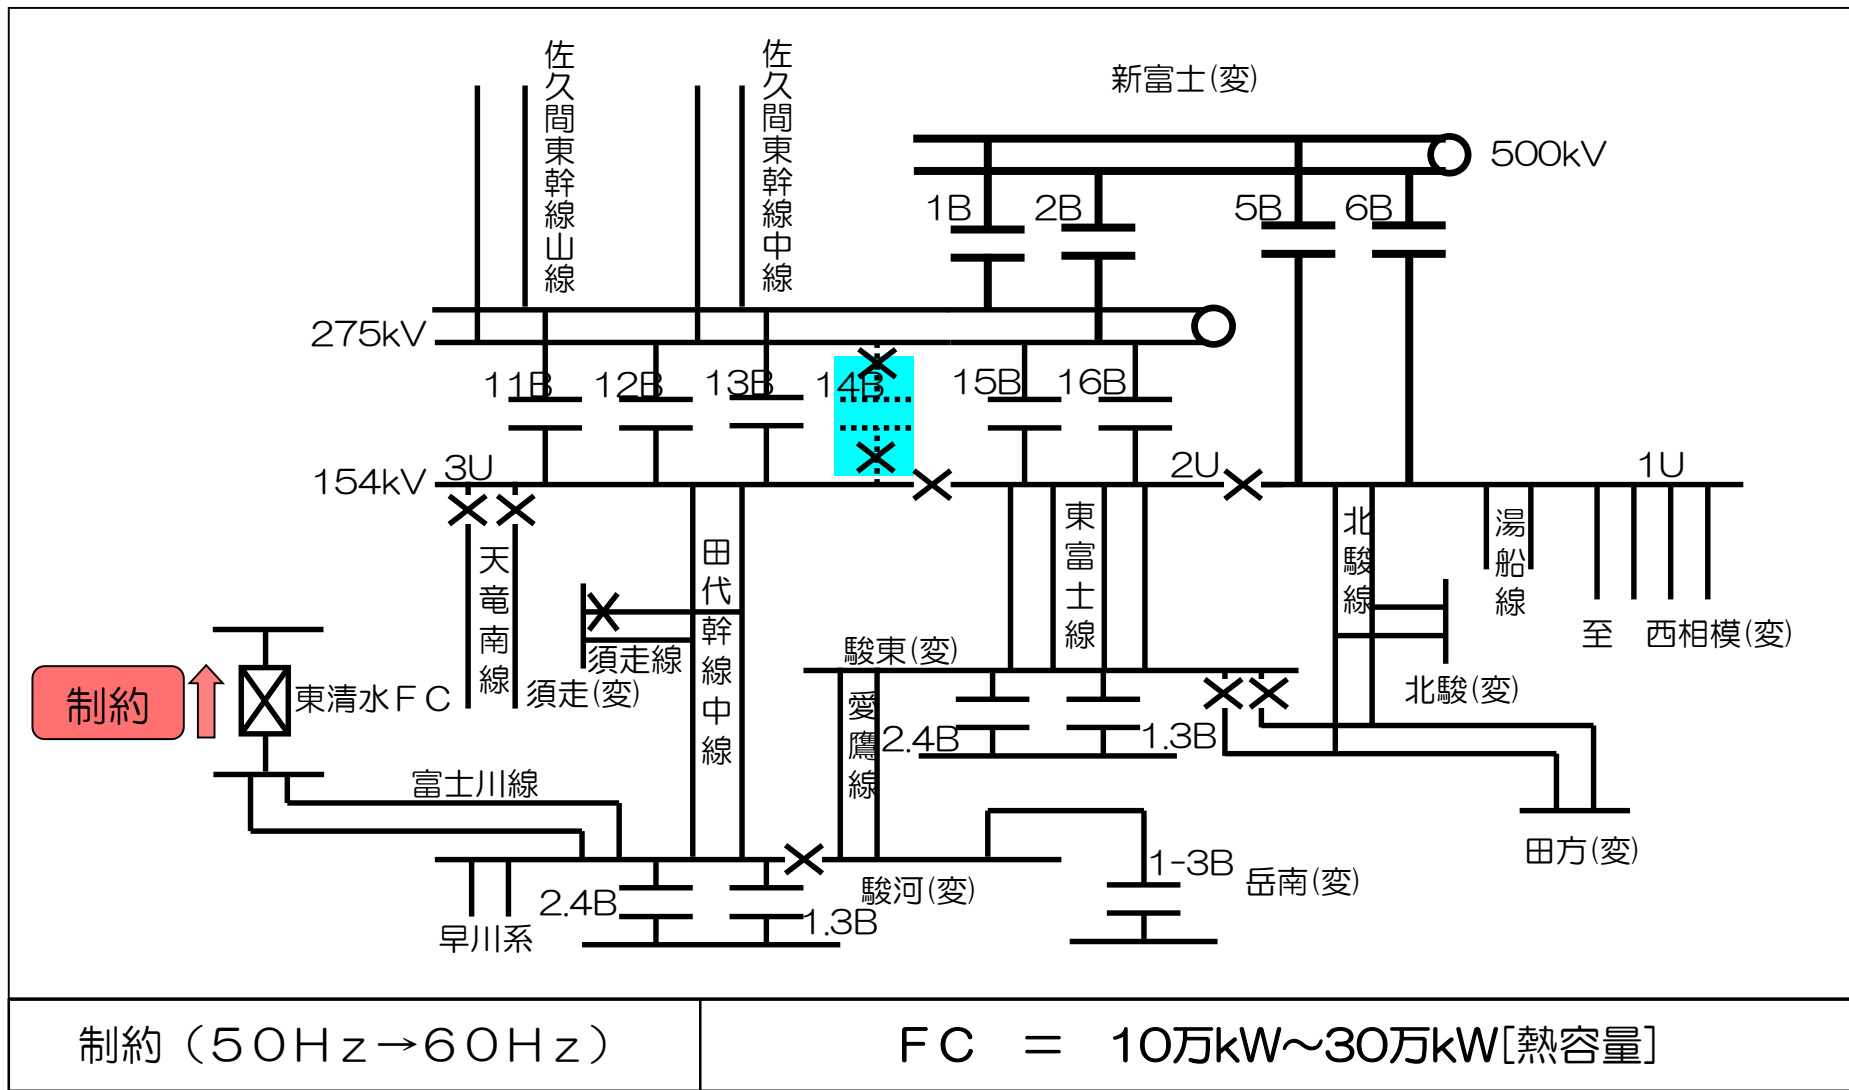 新富士(変)
佐久間東幹線山線
佐久間東幹線中線
500kV
1B
2B
5B
6B
275kV
11B
12B
13B
14B
15B
16B
154kV
3U
2U
1U
天竜南線
田代幹線中線
東富士線
北駿線
湯船線
至 西相模(変)
須走線
須走(変)
駿東(変)
北駿(変)
制約
東清水FC
愛鷹線
2.4B
1.3B
富士川線
田方(変)
1-3B
岳南(変)
駿河(変)
2.4B
1.3B
早川系
制約(50Hz→60Hz)
FC = 10万kW～30万kW[熱容量]